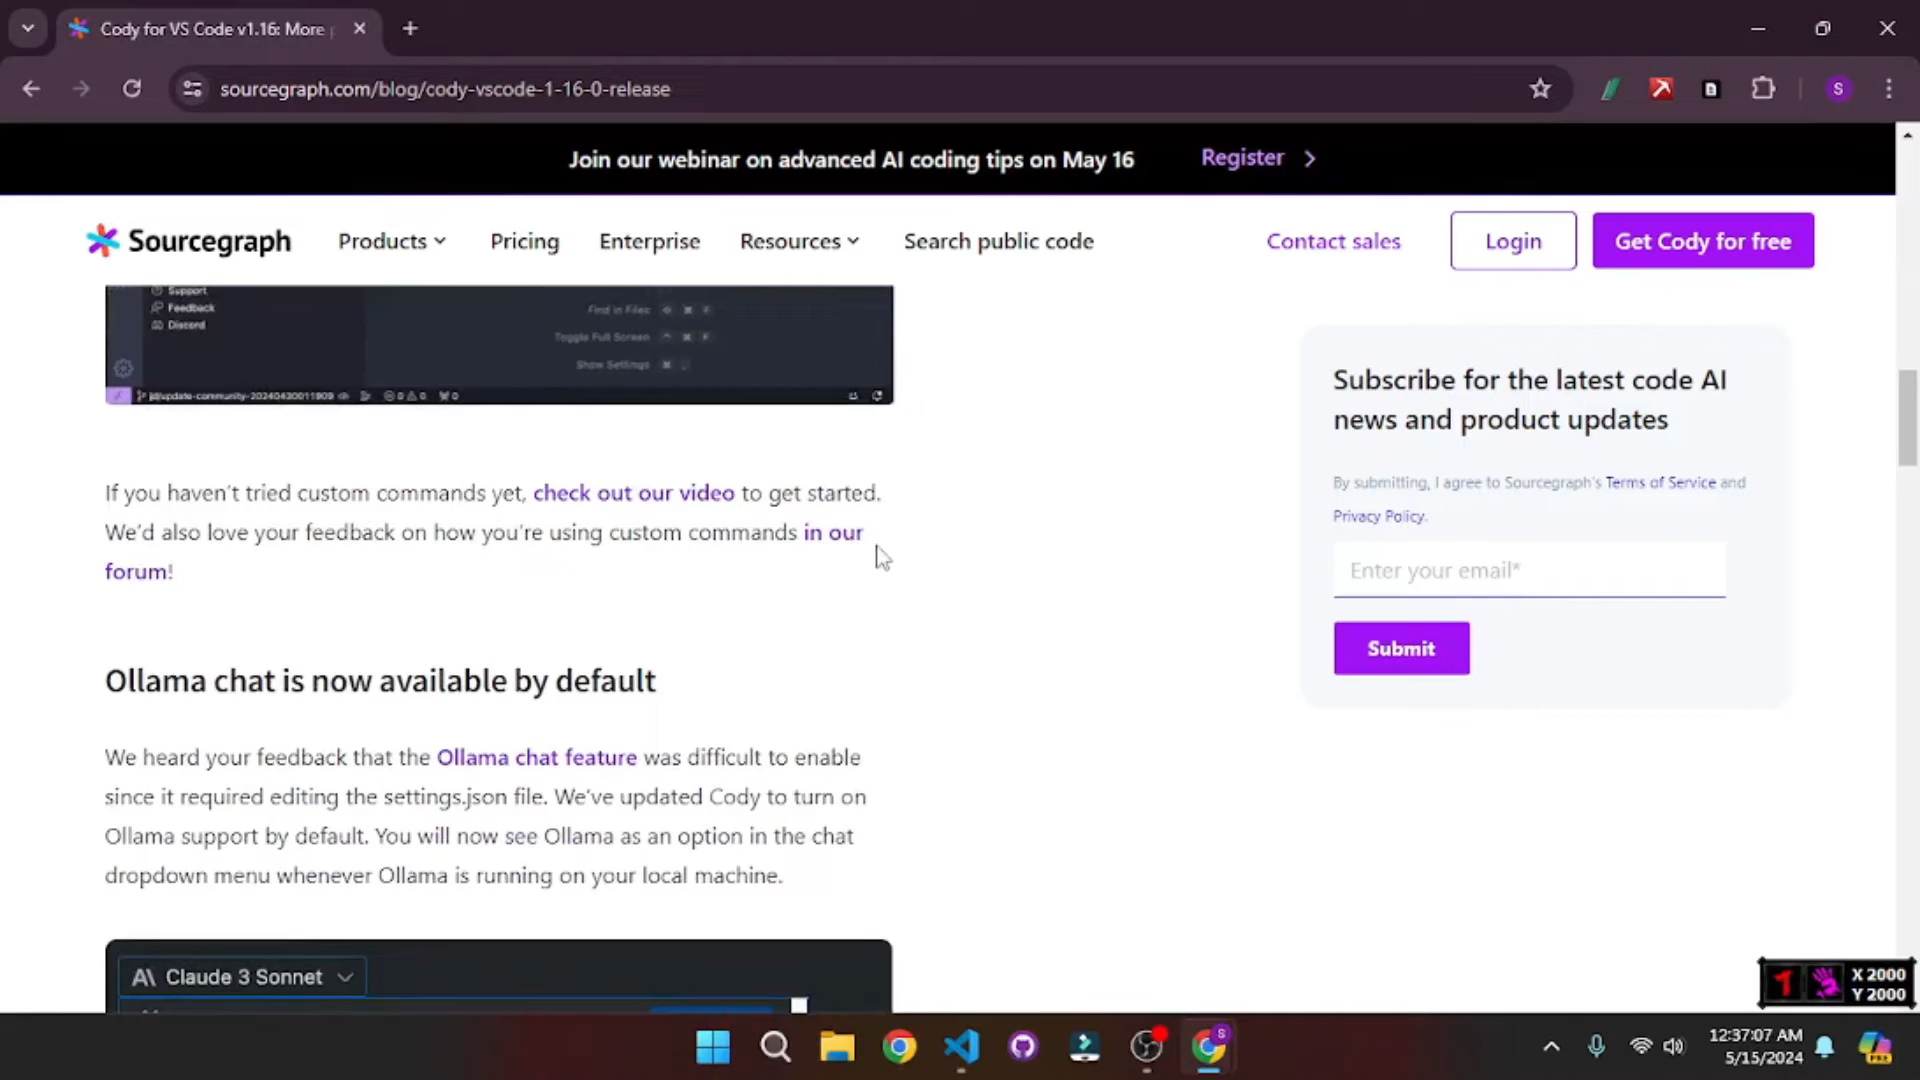 Cody for VS Code v1.16: More
sourcegraph.com/blog/cody-vscode-1-16-0-release
S
Join our webinar on advanced AI coding tips on May 16 Register
Sourcegraph Products Pricing Enterprise Resources Search public code Contact sales Login Get Cody for free
Support
Feedback
Discord
Find in Files
Toggle Full Screen
Show Settings
jd/update-community-20240430011909
0 0 0
If you haven't tried custom commands yet, check out our video to get started.
We'd also love your feedback on how you're using custom commands in our
forum!
Ollama chat is now available by default
We heard your feedback that the Ollama chat feature was difficult to enable
since it required editing the settings.json file. We've updated Cody to turn on
Ollama support by default. You will now see Ollama as an option in the chat
dropdown menu whenever Ollama is running on your local machine.
A\ Claude 3 Sonnet
Subscribe for the latest code AI
news and product updates
By submitting, I agree to Sourcegraph's Terms of Service and
Privacy Policy.
Enter your email*
Submit
X 2000
Y 2000
S
12:37:07 AM
5/15/2024
PRE